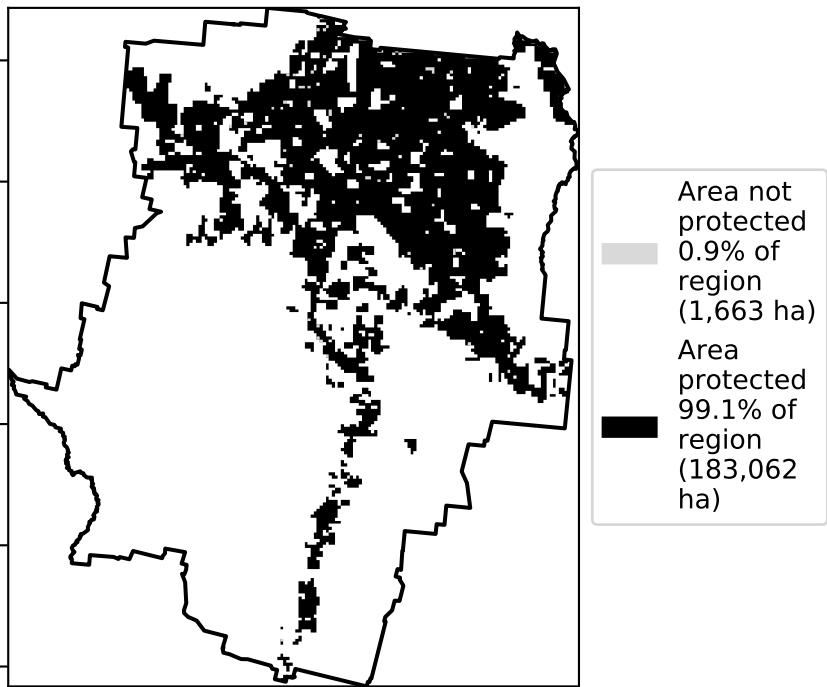 Area not
protected
0.9% of
region
(1,663 ha)
Area
protected
99.1% of
region
(183,062
ha)